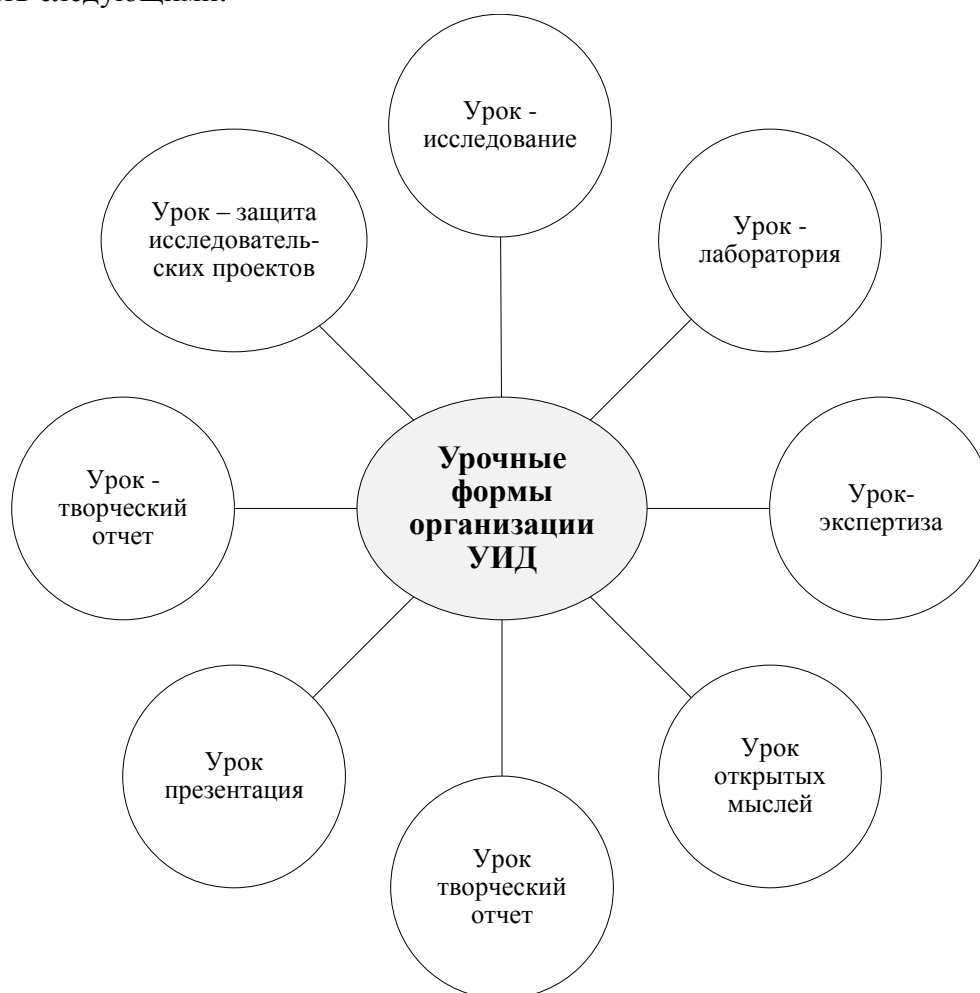 следующими:
Урок -
исследование
Урок – защита
исследователь-
ских проектов
Урок -
лаборатория
Урочные
формы
организации
УИД
Урок -
творческий
отчет
Урок-
экспертиза
Урок
презентация
Урок
открытых
мыслей
Урок
творческий
отчет